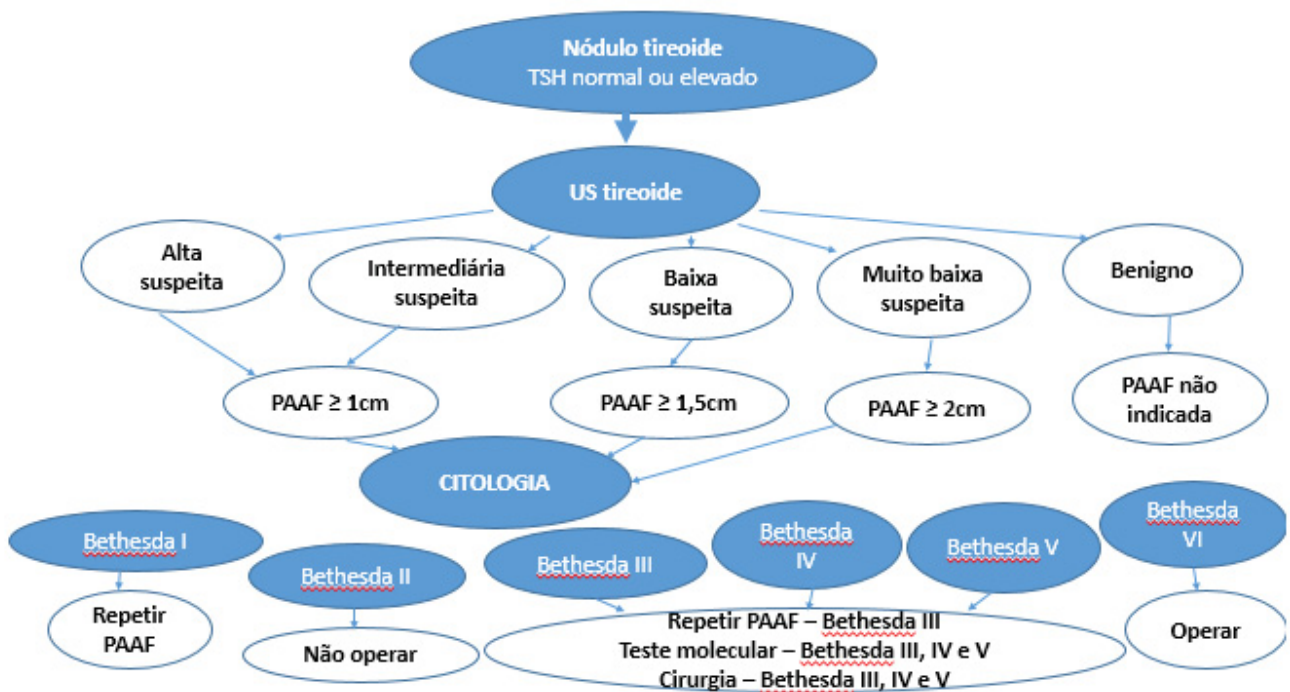 Nódulo tireoide
TSH normal ou elevado
US tireoide
Alta
suspeita
Intermediária
suspeita
Baixa
suspeita
Muito baixa
suspeita
Benigno
PAAF ≥ 1cm
PAAF ≥ 1,5cm
PAAF ≥ 2cm
PAAF não
indicada
CITOLOGIA
Bethesda I
Bethesda II
Bethesda III
Bethesda
IV
Bethesda V
Bethesda
VI
Repetir
PAAF
Não operar
Repetir PAAF – Bethesda III
Teste molecular – Bethesda III, IV e V
Cirurgia – Bethesda III, IV e V
Operar